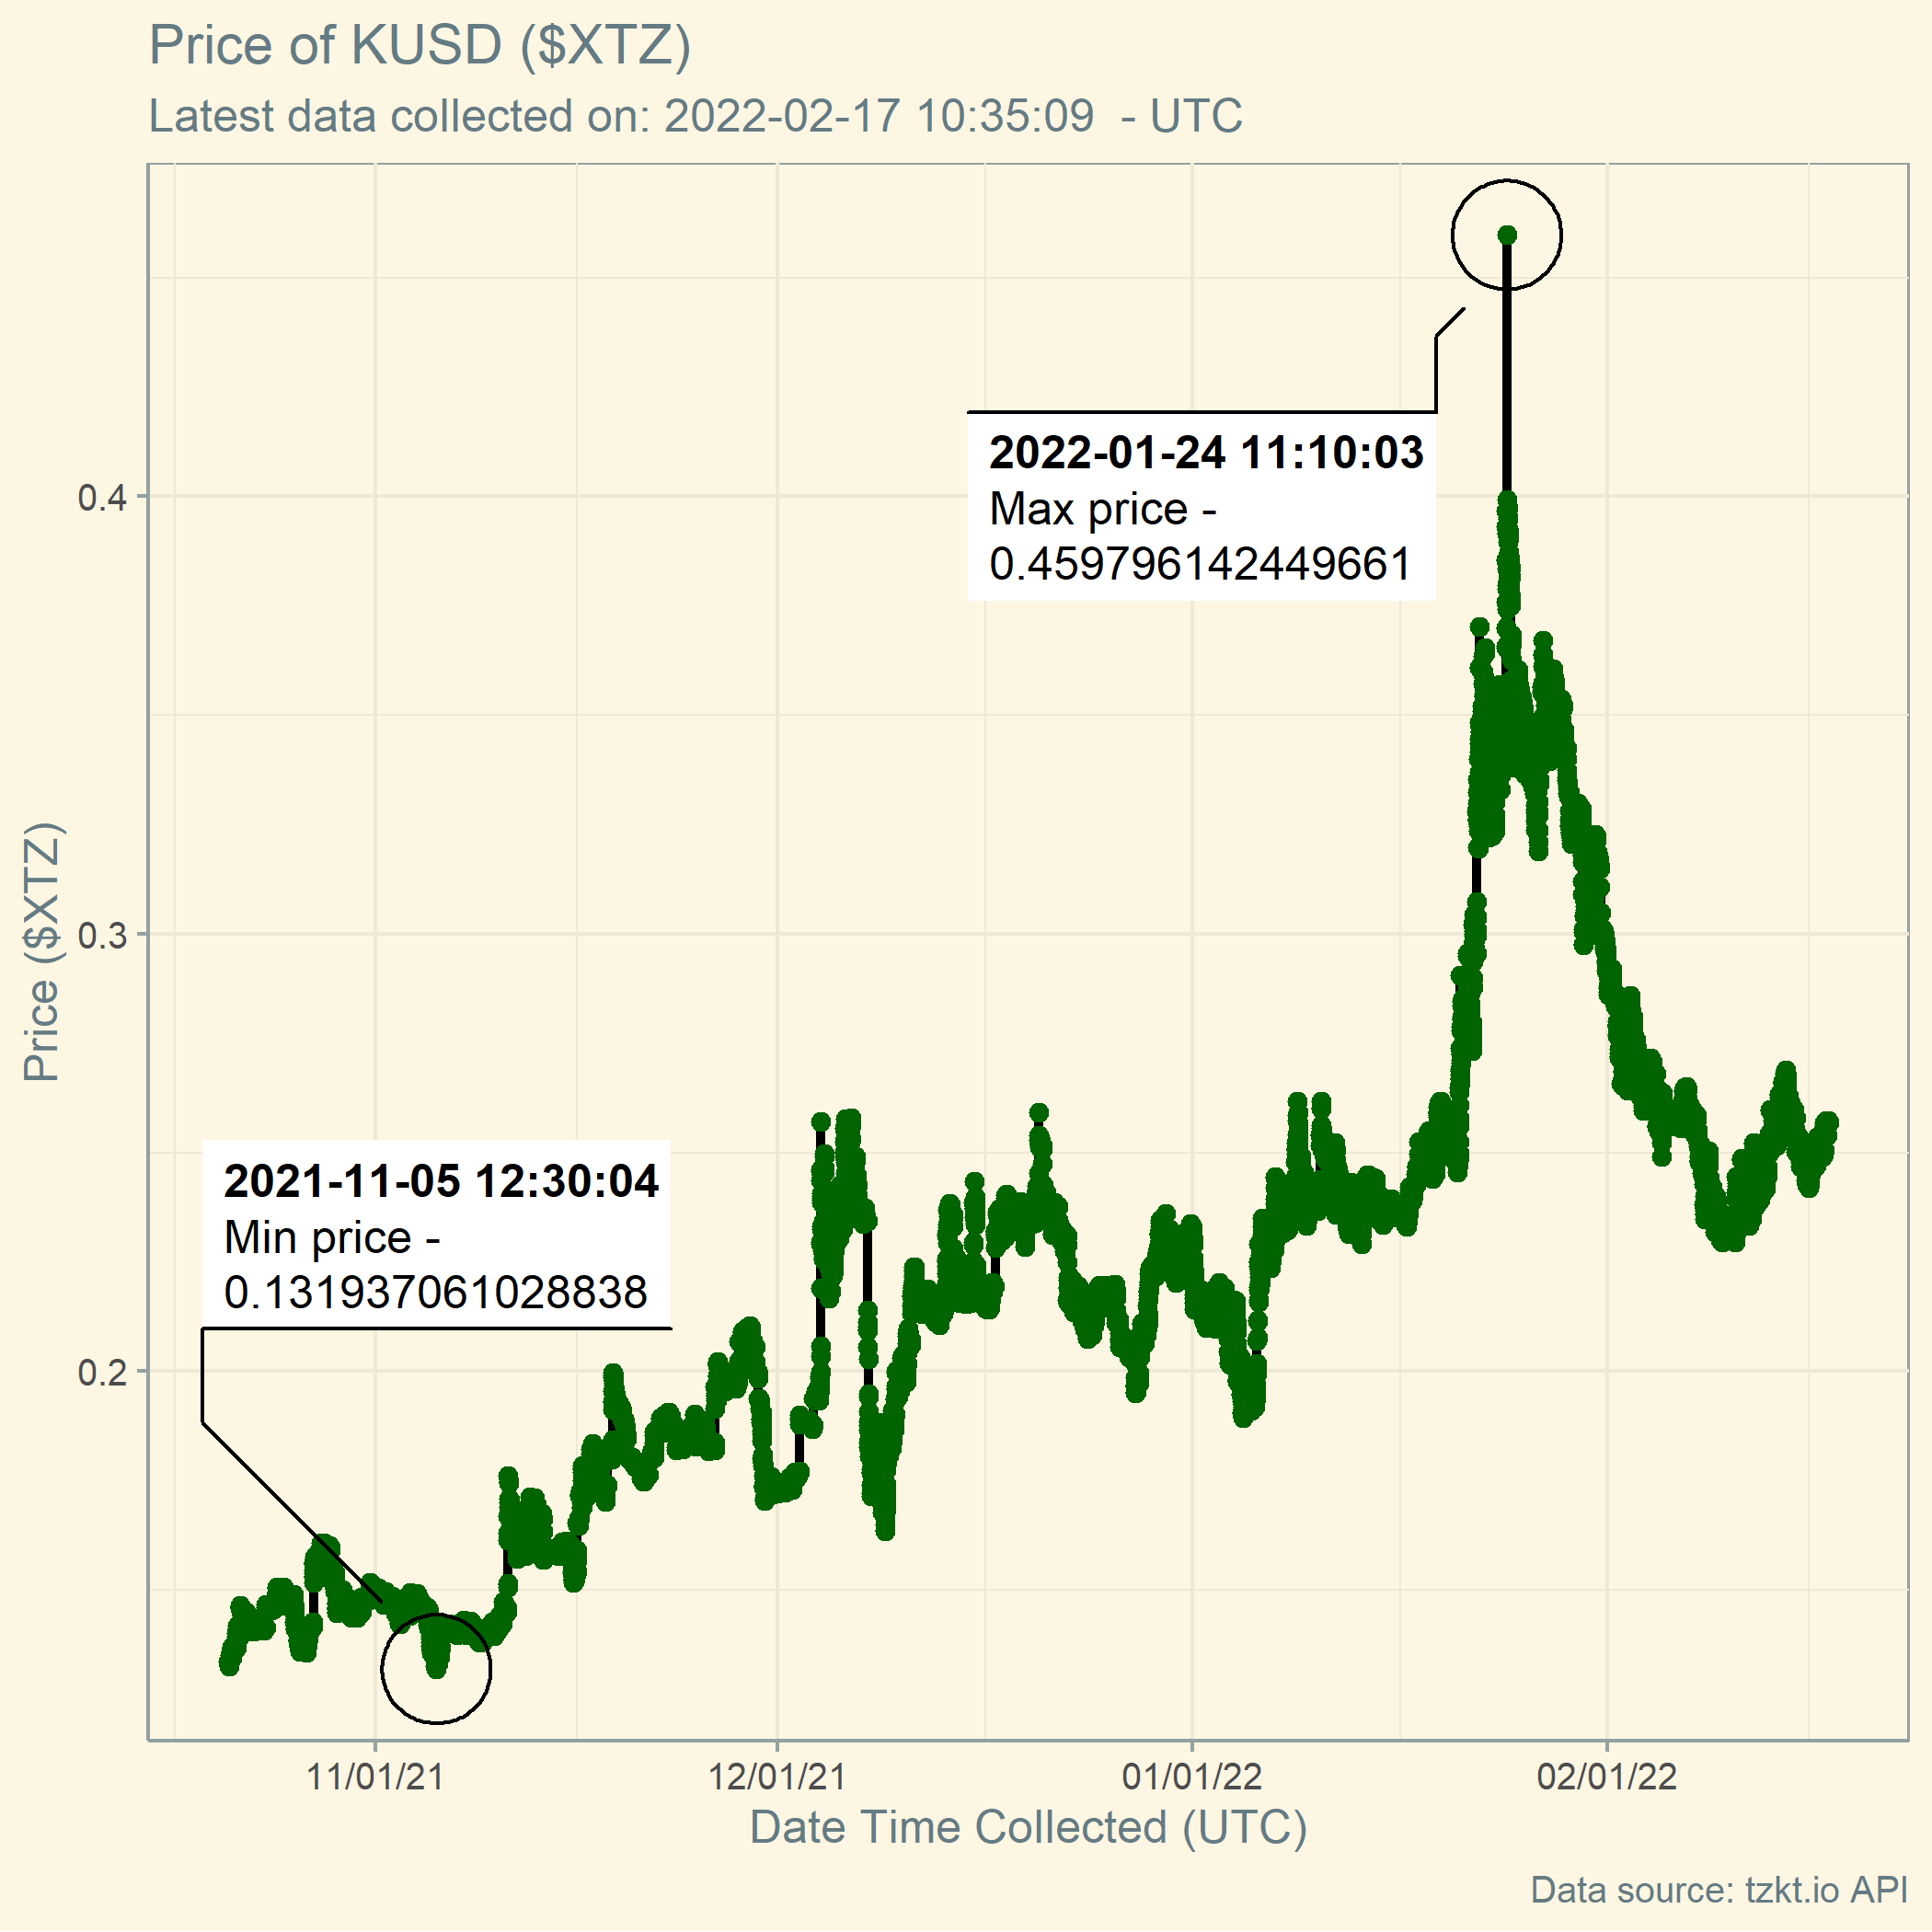 Price of KUSD ($XTZ)
Latest data collected on: 2022-02-17 10:35:09  - UTC
2022-01-24 11:10:03
Max price -
0.459796142449661
2021-11-05 12:30:04
Min price -
0.131937061028838
Price ($XTZ)
0.4
0.3
0.2
11/01/21
12/01/21
01/01/22
02/01/22
Date Time Collected (UTC)
Data source: tzkt.io API